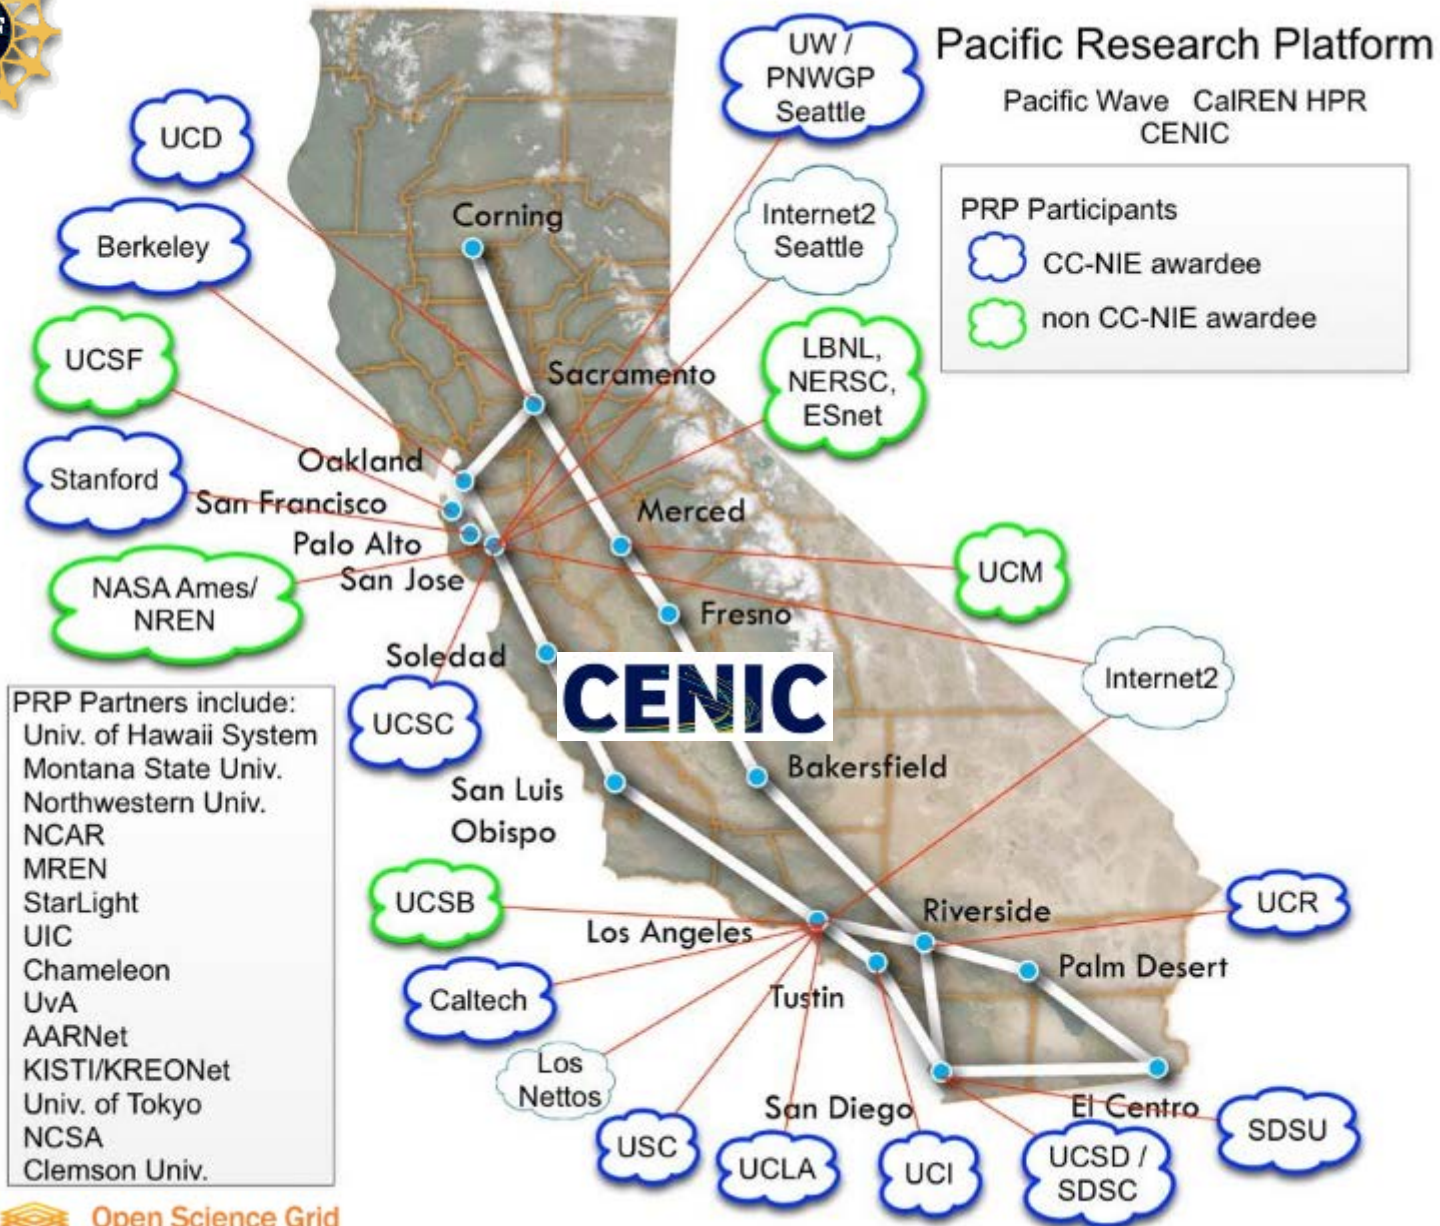 Pacific Research Platform
Pacific Wave CalREN HPR
CENIC
PRP Participants
CC-NIE awardee
non CC-NIE awardee
UW /
PNWGP
Seattle
UCD
Internet2
Seattle
Corning
Berkeley
UCSF
LBNL,
NERSC,
ESnet
Sacramento
Oakland
Stanford
San Francisco
Merced
Palo Alto
UCM
San Jose
NASA Ames/
NREN
Fresno
Soledad
Internet2
CENIC
UCSC
Bakersfield
San Luis
Obispo
PRP Partners include:
Univ. of Hawaii System
Montana State Univ.
Northwestern Univ.
NCAR
MREN
StarLight
UIC
Chameleon
UvA
AARNet
KISTI/KREONet
Univ. of Tokyo
NCSA
Clemson Univ.
UCSB
Los Angeles
Riverside
UCR
Caltech
Tustin
Palm Desert
Los
Nettos
San Diego
El Centro
USC
UCLA
UCI
UCSD /
SDSC
SDSU
Open Science Grid